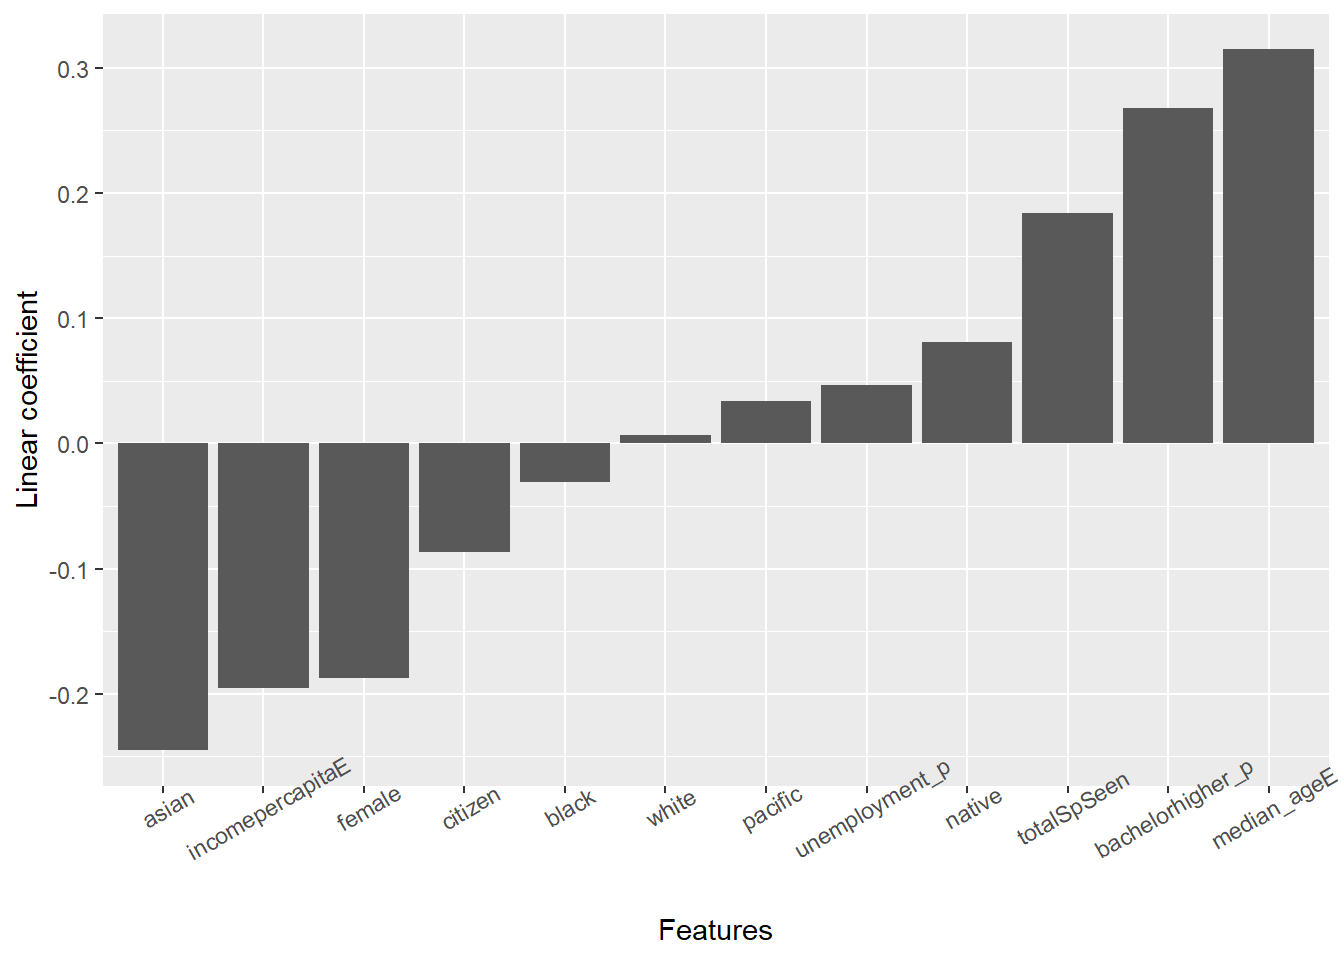 0.3
0.2
0.1
0.0
-0.1
-0.2
Linear coefficient
asian
incomepercapitaE
female
citizen
black
white
pacific
unemployment_p
native
totalSpSeen
bachelorhigher_p
median_ageE
Features